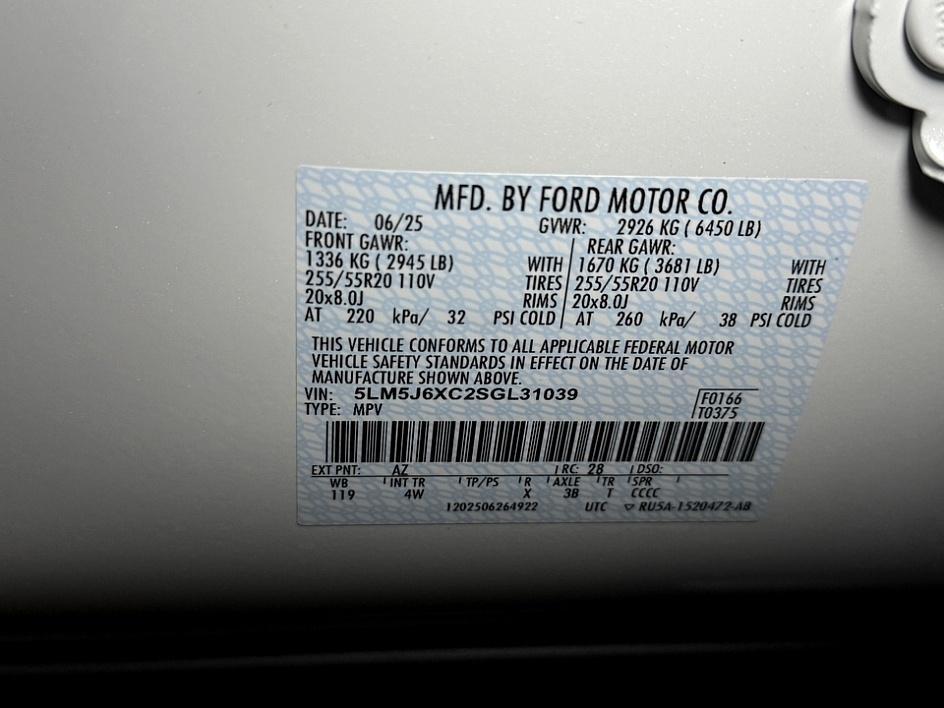 MFD. BY FORD MOTOR CO.
DATE: 06/25 GVWR: 2926 KG ( 6450 LB)
FRONT GAWR: REAR GAWR:
1336 KG ( 2945 LB) WITH 1670 KG ( 3681 LB) WITH
255/55R20 110V TIRES 255/55R20 110V TIRES
20x8.0J RIMS 20x8.0J RIMS
AT 220 kPa/ 32 PSI COLD AT 260 kPa/ 38 PSI COLD
THIS VEHICLE CONFORMS TO ALL APPLICABLE FEDERAL MOTOR
VEHICLE SAFETY STANDARDS IN EFFECT ON THE DATE OF
MANUFACTURE SHOWN ABOVE.
VIN: 5LM5J6XC2SGL31039 F0166
TYPE: MPV T0375
EXT PNT: AZ RC: 28 DSO:
WB INT TR TP/PS R AXLE TR SPR
119 4W X 3B T CCCC
1202506264922 UTC ▽ RU5A-1520472-AB